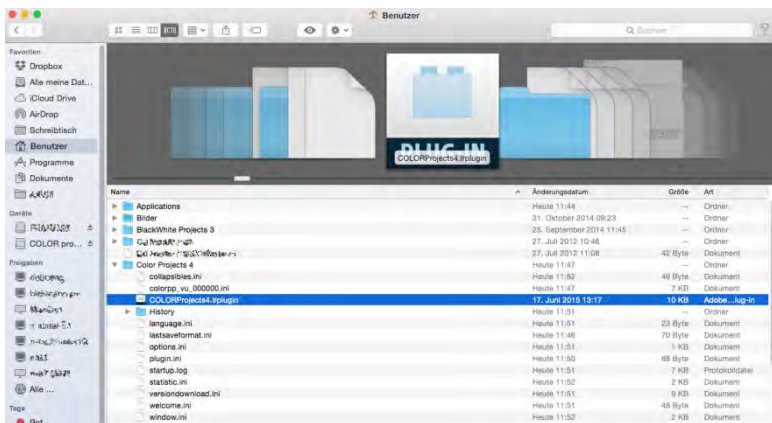 Benutzer
Suchen
Favoriten
Dropbox
Alle meine Dat...
iCloud Drive
AirDrop
Schreibtisch
Benutzer
Programme
Dokumente
Geräte
COLOR pro...
Freigaben
Alle ...
Tags
Rot
PLUG-IN
COLORProjects4.lrplugin
Name Änderungsdatum Größe Art
Applications Heute 11:44 -- Ordner
Bilder 31. Oktober 2014 09:23 -- Ordner
BlackWhite Projects 3 25. September 2014 11:45 -- Ordner
27. Juli 2012 10:46 -- Ordner
27. Juli 2012 11:08 42 Byte Dokument
Color Projects 4 Heute 11:47 -- Ordner
collapsibles.ini Heute 11:52 49 Byte Dokument
colorpp_vu_000000.ini Heute 11:47 7 KB Dokument
COLORProjects4.lrplugin 17. Juni 2015 13:17 10 KB Adobe...lug-in
History Heute 11:51 -- Ordner
language.ini Heute 11:51 23 Byte Dokument
lastsaveformat.ini Heute 11:46 70 Byte Dokument
options.ini Heute 11:51 1 KB Dokument
plugin.ini Heute 11:50 68 Byte Dokument
startup.log Heute 11:51 7 KB Protokolldatei
statistic.ini Heute 11:52 2 KB Dokument
versiondownload.ini Heute 11:51 9 KB Dokument
welcome.ini Heute 11:51 48 Byte Dokument
window.ini Heute 11:52 2 KB Dokument